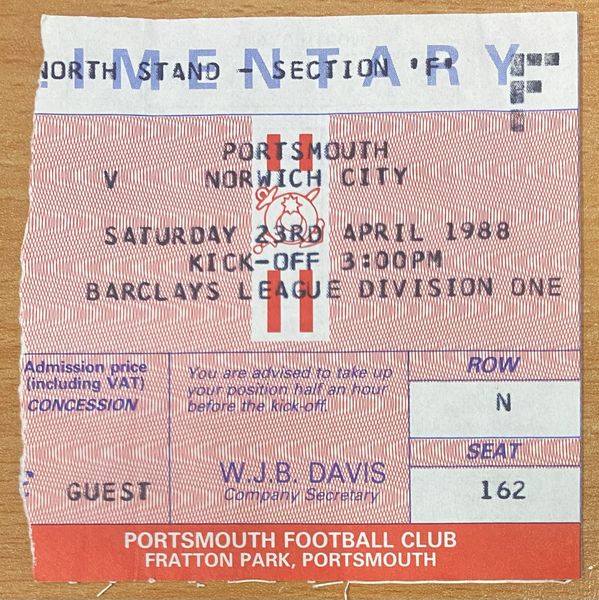 IMENTARY
NORTH STAND - SECTION 'F'
F
PORTSMOUTH
V NORWICH CITY
SATURDAY 23RD APRIL 1988
KICK-OFF 3:00PM
BARCLAYS LEAGUE DIVISION ONE
Admission price
(including VAT)
CONCESSION
GUEST
You are advised to take up
your position half an hour
before the kick-off.
W.J.B. DAVIS
Company Secretary
ROW
N
SEAT
162
PORTSMOUTH FOOTBALL CLUB
FRATTON PARK, PORTSMOUTH